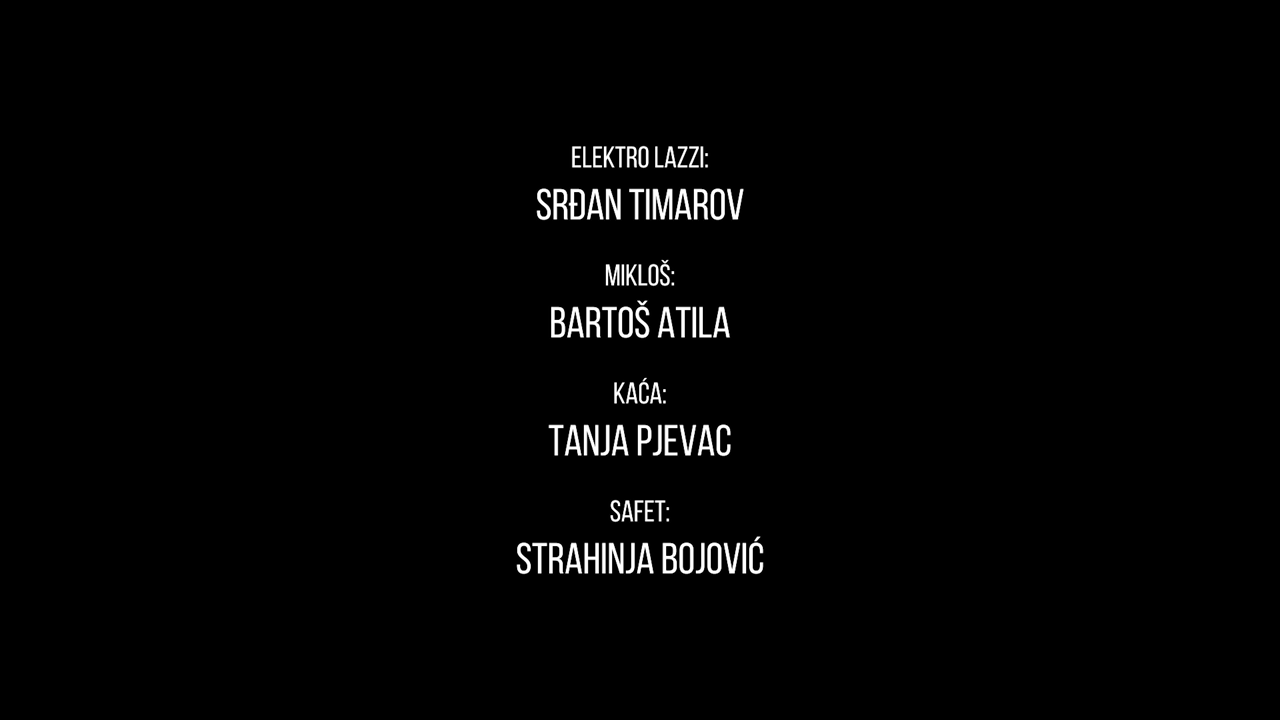 ELEKTRO LAZZI:
SRĐAN TIMAROV
MIKLOŠ:
BARTOŠ ATILA
KAĆA:
TANJA PJEVAC
SAFET:
STRAHINJA BOJOVIĆ